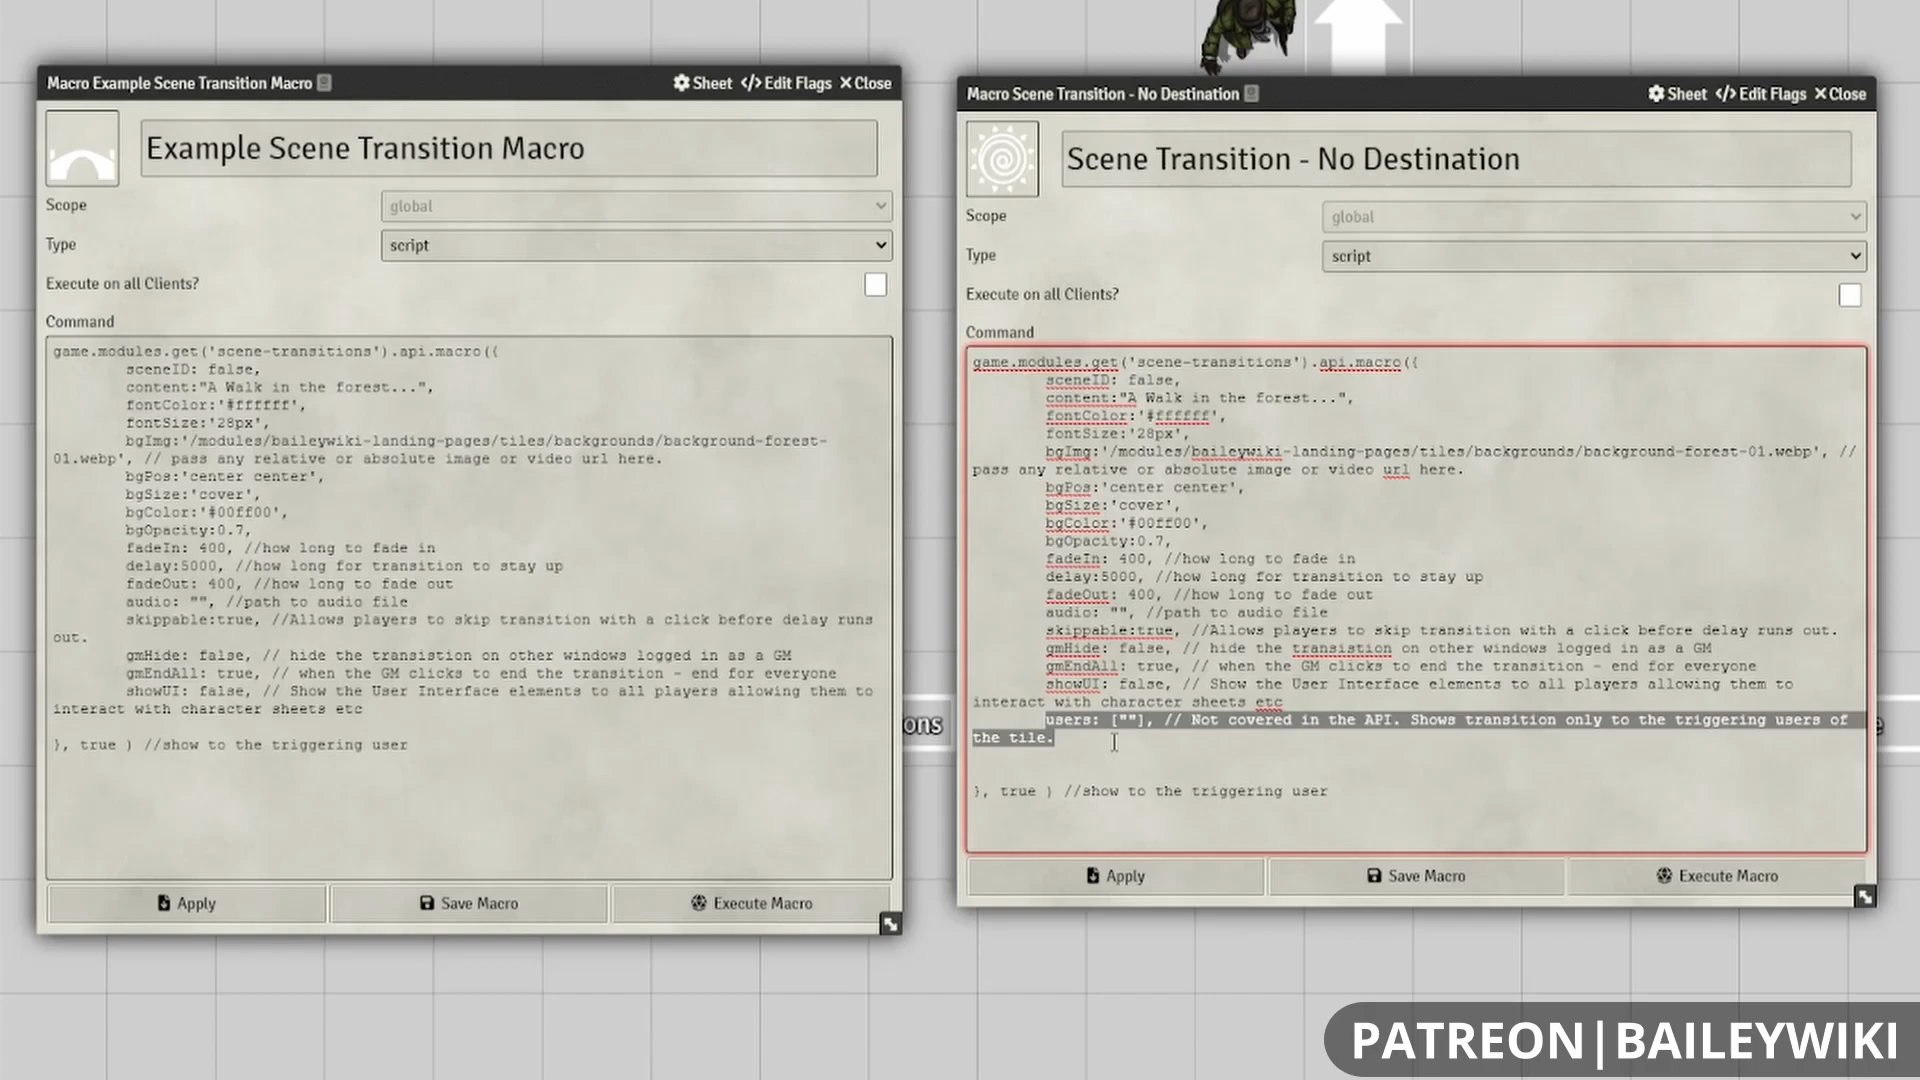 Macro Example Scene Transition Macro
Sheet </> Edit Flags Close
Example Scene Transition Macro
Scope
global
Type
script
Execute on all Clients?
Command
game.modules.get('scene-transitions').api.macro({
sceneID: false,
content:"A Walk in the forest...",
fontColor:'#ffffff',
fontSize:'28px',
bgImg:'/modules/baileywiki-landing-pages/tiles/backgrounds/background-forest-
01.webp', // pass any relative or absolute image or video url here.
bgPos:'center center',
bgSize:'cover',
bgColor:'#00ff00',
bgOpacity:0.7,
fadeIn: 400, //how long to fade in
delay:5000, //how long for transition to stay up
fadeOut: 400, //how long to fade out
audio: "", //path to audio file
skippable:true, //Allows players to skip transition with a click before delay runs
out.
gmHide: false, // hide the transistion on other windows logged in as a GM
gmEndAll: true, // when the GM clicks to end the transition - end for everyone
showUI: false, // Show the User Interface elements to all players allowing them to
interact with character sheets etc
}, true ) //show to the triggering user
Apply
Save Macro
Execute Macro
ons
Macro Scene Transition - No Destination
Sheet </> Edit Flags Close
Scene Transition - No Destination
Scope
global
Type
script
Execute on all Clients?
Command
game.modules.get('scene-transitions').api.macro({
sceneID: false,
content:"A Walk in the forest...",
fontColor:'#ffffff',
fontSize:'28px',
bgImg:'/modules/baileywiki-landing-pages/tiles/backgrounds/background-forest-01.webp', //
pass any relative or absolute image or video url here.
bgPos:'center center',
bgSize:'cover',
bgColor:'#00ff00',
bgOpacity:0.7,
fadeIn: 400, //how long to fade in
delay:5000, //how long for transition to stay up
fadeOut: 400, //how long to fade out
audio: "", //path to audio file
skippable:true, //Allows players to skip transition with a click before delay runs out.
gmHide: false, // hide the transistion on other windows logged in as a GM
gmEndAll: true, // when the GM clicks to end the transition - end for everyone
showUI: false, // Show the User Interface elements to all players allowing them to
interact with character sheets etc
users: [""], // Not covered in the API. Shows transition only to the triggering users of
the tile.
}, true ) //show to the triggering user
Apply
Save Macro
Execute Macro
PATREON|BAILEYWIKI